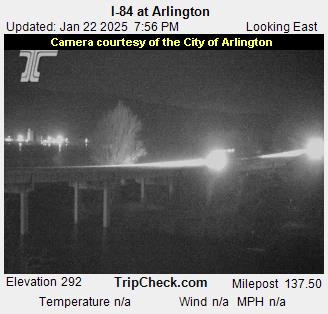 I-84 at Arlington
Updated: Jan 22 2025 7:56 PM Looking East
Camera courtesy of the City of Arlington
Elevation 292 TripCheck.com Milepost 137.50
Temperature n/a Wind n/a MPH n/a